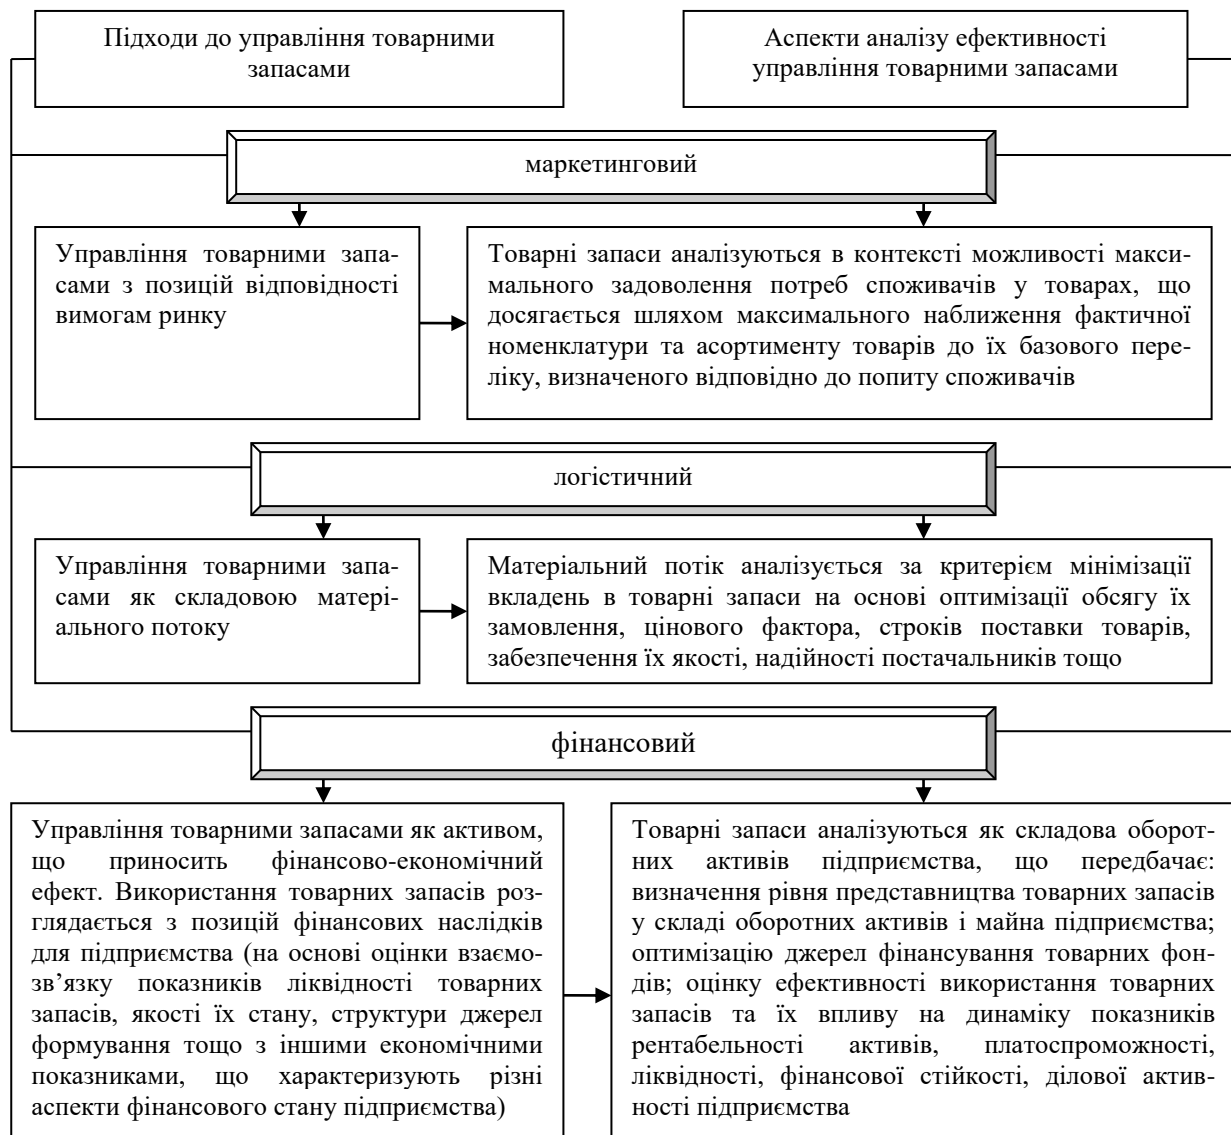 Підходи до управління товарними
запасами
Аспекти аналізу ефективності
управління товарними запасами
маркетинговий
Управління товарними запа-
сами з позицій відповідності
вимогам ринку
Товарні запаси аналізуються в контексті можливості макси-
мального задоволення потреб споживачів у товарах, що
досягається шляхом максимального наближення фактичної
номенклатури та асортименту товарів до їх базового пере-
ліку, визначеного відповідно до попиту споживачів
логістичний
Управління товарними запа-
сами як складовою матері-
ального потоку
Матеріальний потік аналізується за критерієм мінімізації
вкладень в товарні запаси на основі оптимізації обсягу їх
замовлення, цінового фактора, строків поставки товарів,
забезпечення їх якості, надійності постачальників тощо
фінансовий
Управління товарними запасами як активом,
що приносить фінансово-економічний
ефект. Використання товарних запасів роз-
глядається з позицій фінансових наслідків
для підприємства (на основі оцінки взаємо-
зв’язку показників ліквідності товарних
запасів, якості їх стану, структури джерел
формування тощо з іншими економічними
показниками, що характеризують різні
аспекти фінансового стану підприємства)
Товарні запаси аналізуються як складова оборот-
них активів підприємства, що передбачає:
визначення рівня представництва товарних запасів
у складі оборотних активів і майна підприємства;
оптимізацію джерел фінансування товарних фон-
дів; оцінку ефективності використання товарних
запасів та їх впливу на динаміку показників
рентабельності активів, платоспроможності,
ліквідності, фінансової стійкості, ділової актив-
ності підприємства